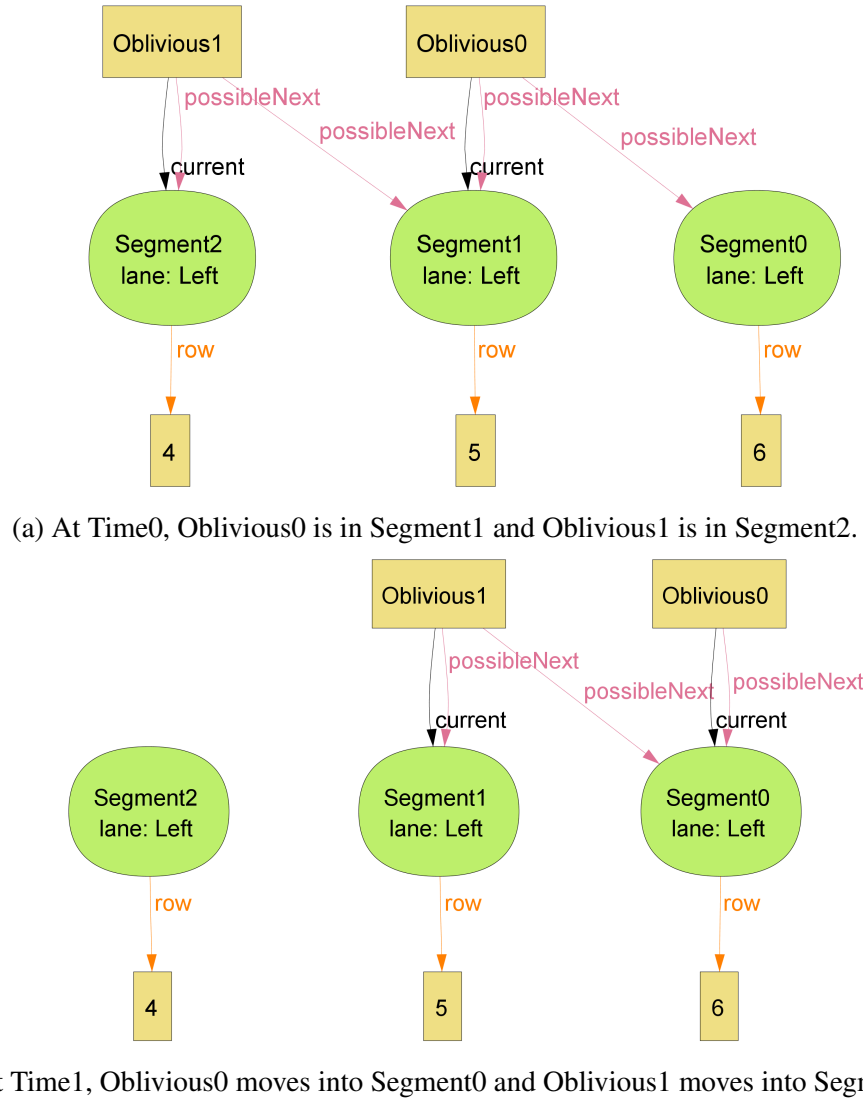 Oblivious1 Oblivious0
possibleNext possibleNext
possibleNext possibleNext
current current
Segment2 Segment1 Segment0
lane: Left lane: Left lane: Left
row row row
4 5 6
(a) At Time0, Oblivious0 is in Segment1 and Oblivious1 is in Segment2.
Oblivious1 Oblivious0
possibleNext
possibleNext possibleNext
current current
Segment2 Segment1 Segment0
lane: Left lane: Left lane: Left
row row row
4 5 6
Time1, Oblivious0 moves into Segment0 and Oblivious1 moves into